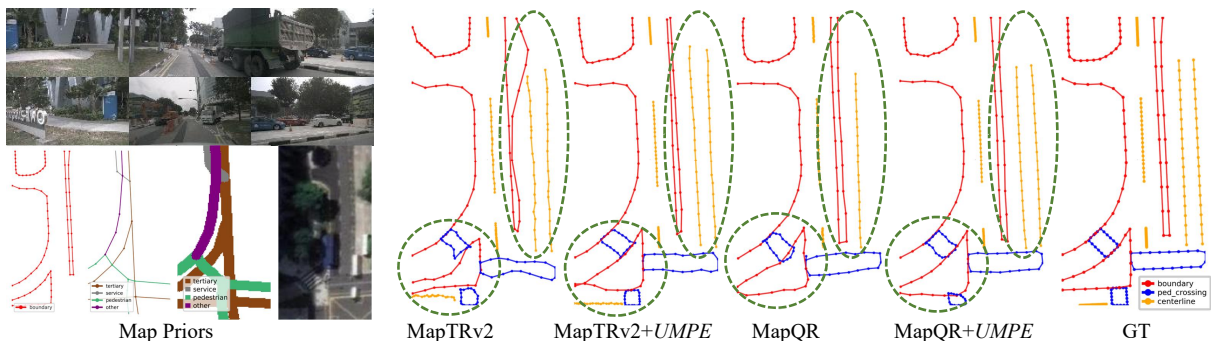 boundary
tertiary
service
pedestrian
other
tertiary
service
pedestrian
other
boundary
ped_crossing
centerline
Map Priors
MapTRv2
MapTRv2+UMPE
MapQR
MapQR+UMPE
GT